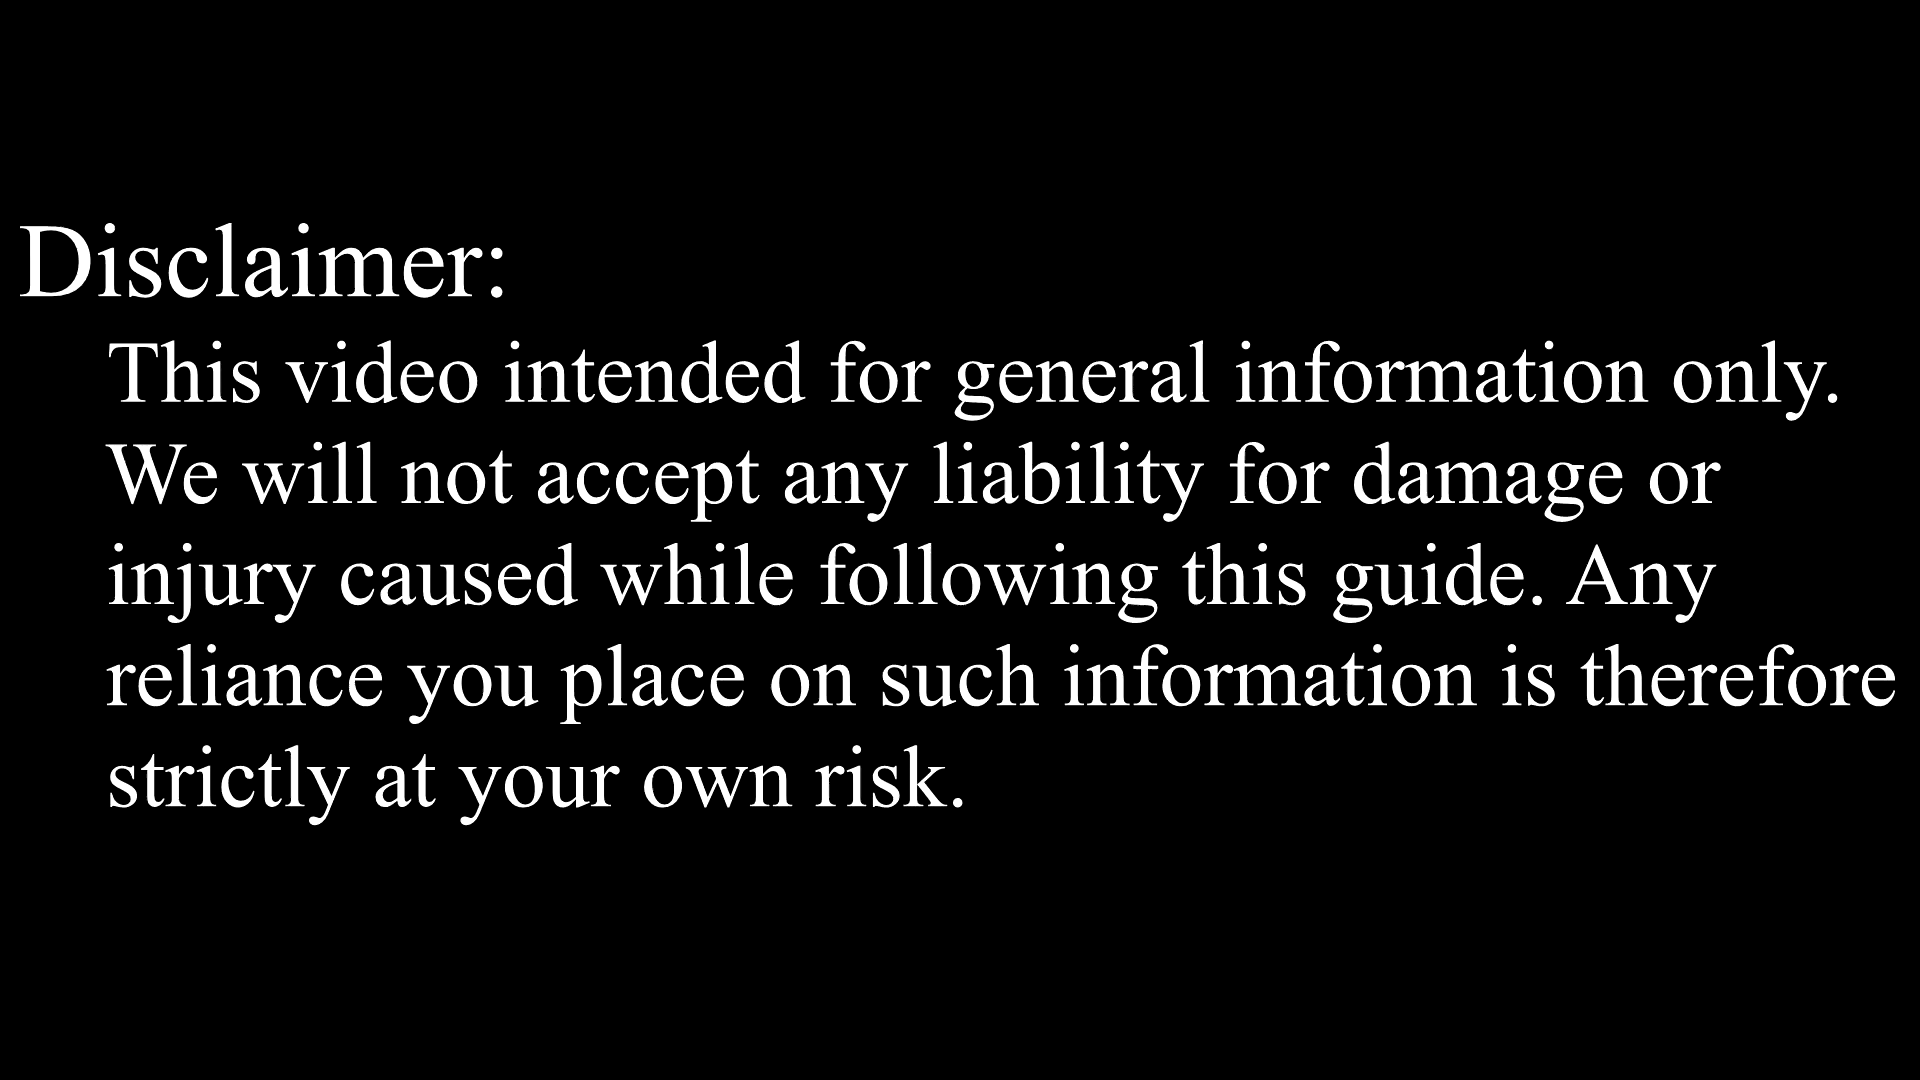 Disclaimer:
This video intended for general information only.
We will not accept any liability for damage or
injury caused while following this guide. Any
reliance you place on such information is therefore
strictly at your own risk.